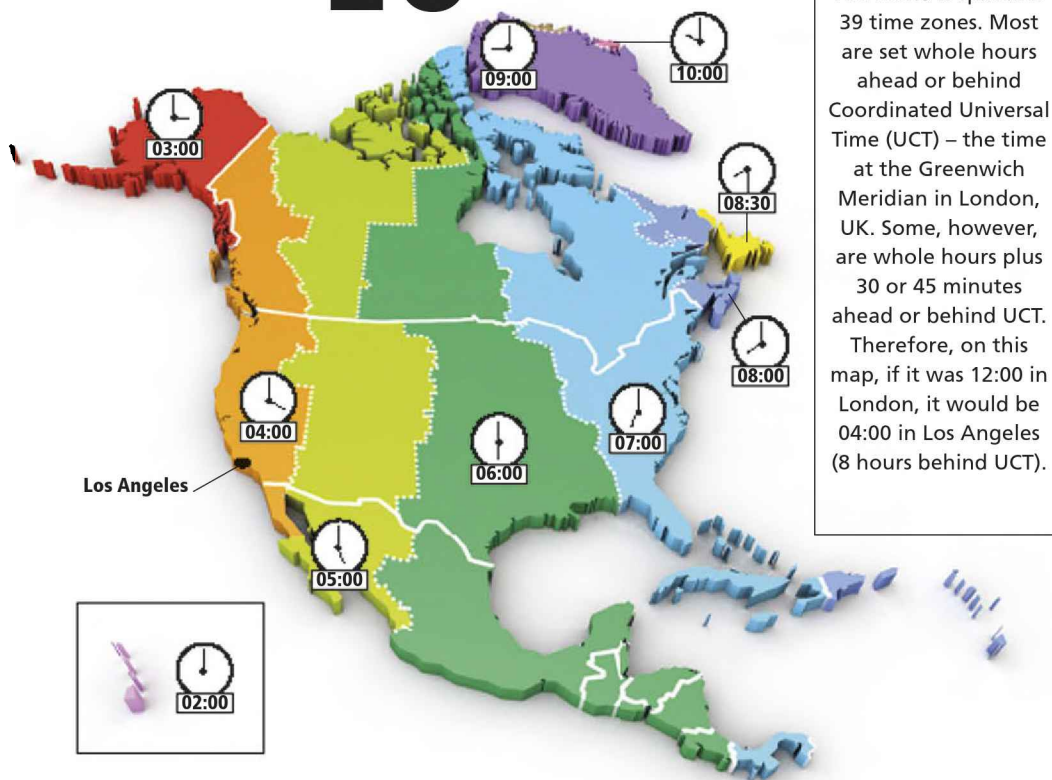 39 time zones. Most
are set whole hours
ahead or behind
Coordinated Universal
Time (UCT) – the time
at the Greenwich
Meridian in London,
UK. Some, however,
are whole hours plus
30 or 45 minutes
ahead or behind UCT.
Therefore, on this
map, if it was 12:00 in
London, it would be
04:00 in Los Angeles
(8 hours behind UCT).
09:00
10:00
03:00
08:30
08:00
04:00
07:00
06:00
Los Angeles
05:00
02:00